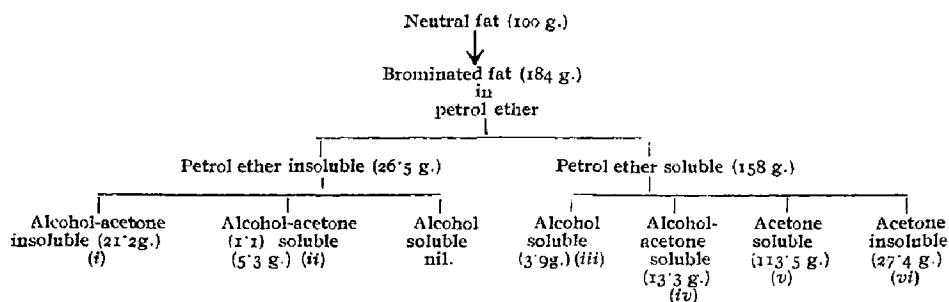 Neutral fat (100 g.)
Brominated fat (184 g.)
in
petrol ether
Petrol ether insoluble (26·5 g.)
Petrol ether soluble (158 g.)
Alcohol-acetone
insoluble (21·2g.)
(i)
Alcohol-acetone
(1·1) soluble
(5·3 g.) (ii)
Alcohol
soluble
nil.
Alcohol
soluble
(3·9g.) (iii)
Alcohol-
acetone
soluble
(13·3 g.)
(iv)
Acetone
soluble
(113·5 g.)
(v)
Acetone
insoluble
(27·4 g.)
(vi)